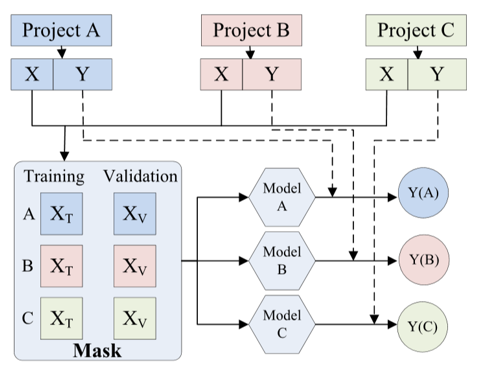 Project A
Project B
Project C
X Y
X Y
X Y
Training Validation
A X_T X_V
B X_T X_V
C X_T X_V
Mask
Model
A
Model
B
Model
C
Y(A)
Y(B)
Y(C)